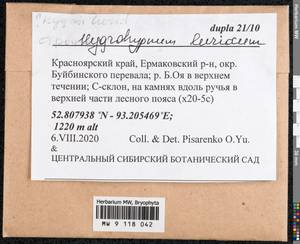 dupla 21/10
Hygrohypnum luridum
Красноярский край, Ермаковский р-н, окр.
Буйбинского перевала; р. Б.Оя в верхнем
течении; С-склон, на камнях вдоль ручья в
верхней части лесного пояса (х20-5с)
52.807938 °N - 93.205469°E;
1220 m alt
6.VIII.2020 Coll. & Det. Pisarenko O.Yu.
&
ЦЕНТРАЛЬНЫЙ СИБИРСКИЙ БОТАНИЧЕСКИЙ САД
Herbarium MW, Bryophyta
MW 9 118 042